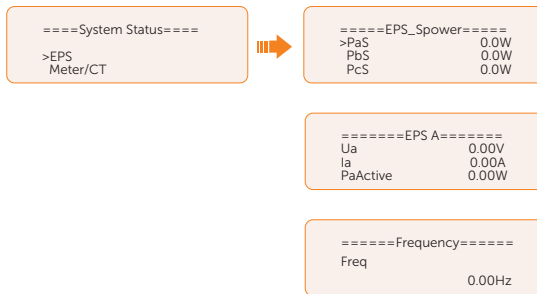 ====System Status====
>EPS
Meter/CT
=====EPS_Spower=====
>PaS 0.0W
PbS 0.0W
PcS 0.0W
=======EPS A=======
Ua 0.00V
Ia 0.00A
PaActive 0.00W
======Frequency======
Freq
0.00Hz